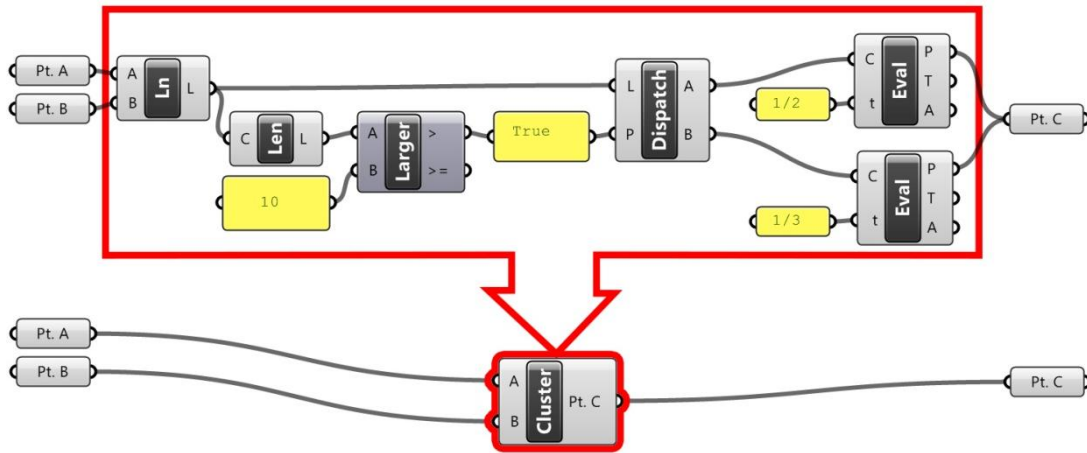 Pt. A
Pt. B
A
B
Ln
L
C
Len
L
10
A
B
Larger
>
>=
True
L
P
Dispatch
A
B
1/2
C
t
Eval
P
T
A
1/3
C
t
Eval
P
T
A
Pt. C
Pt. A
Pt. B
A
B
Cluster
Pt. C
Pt. C